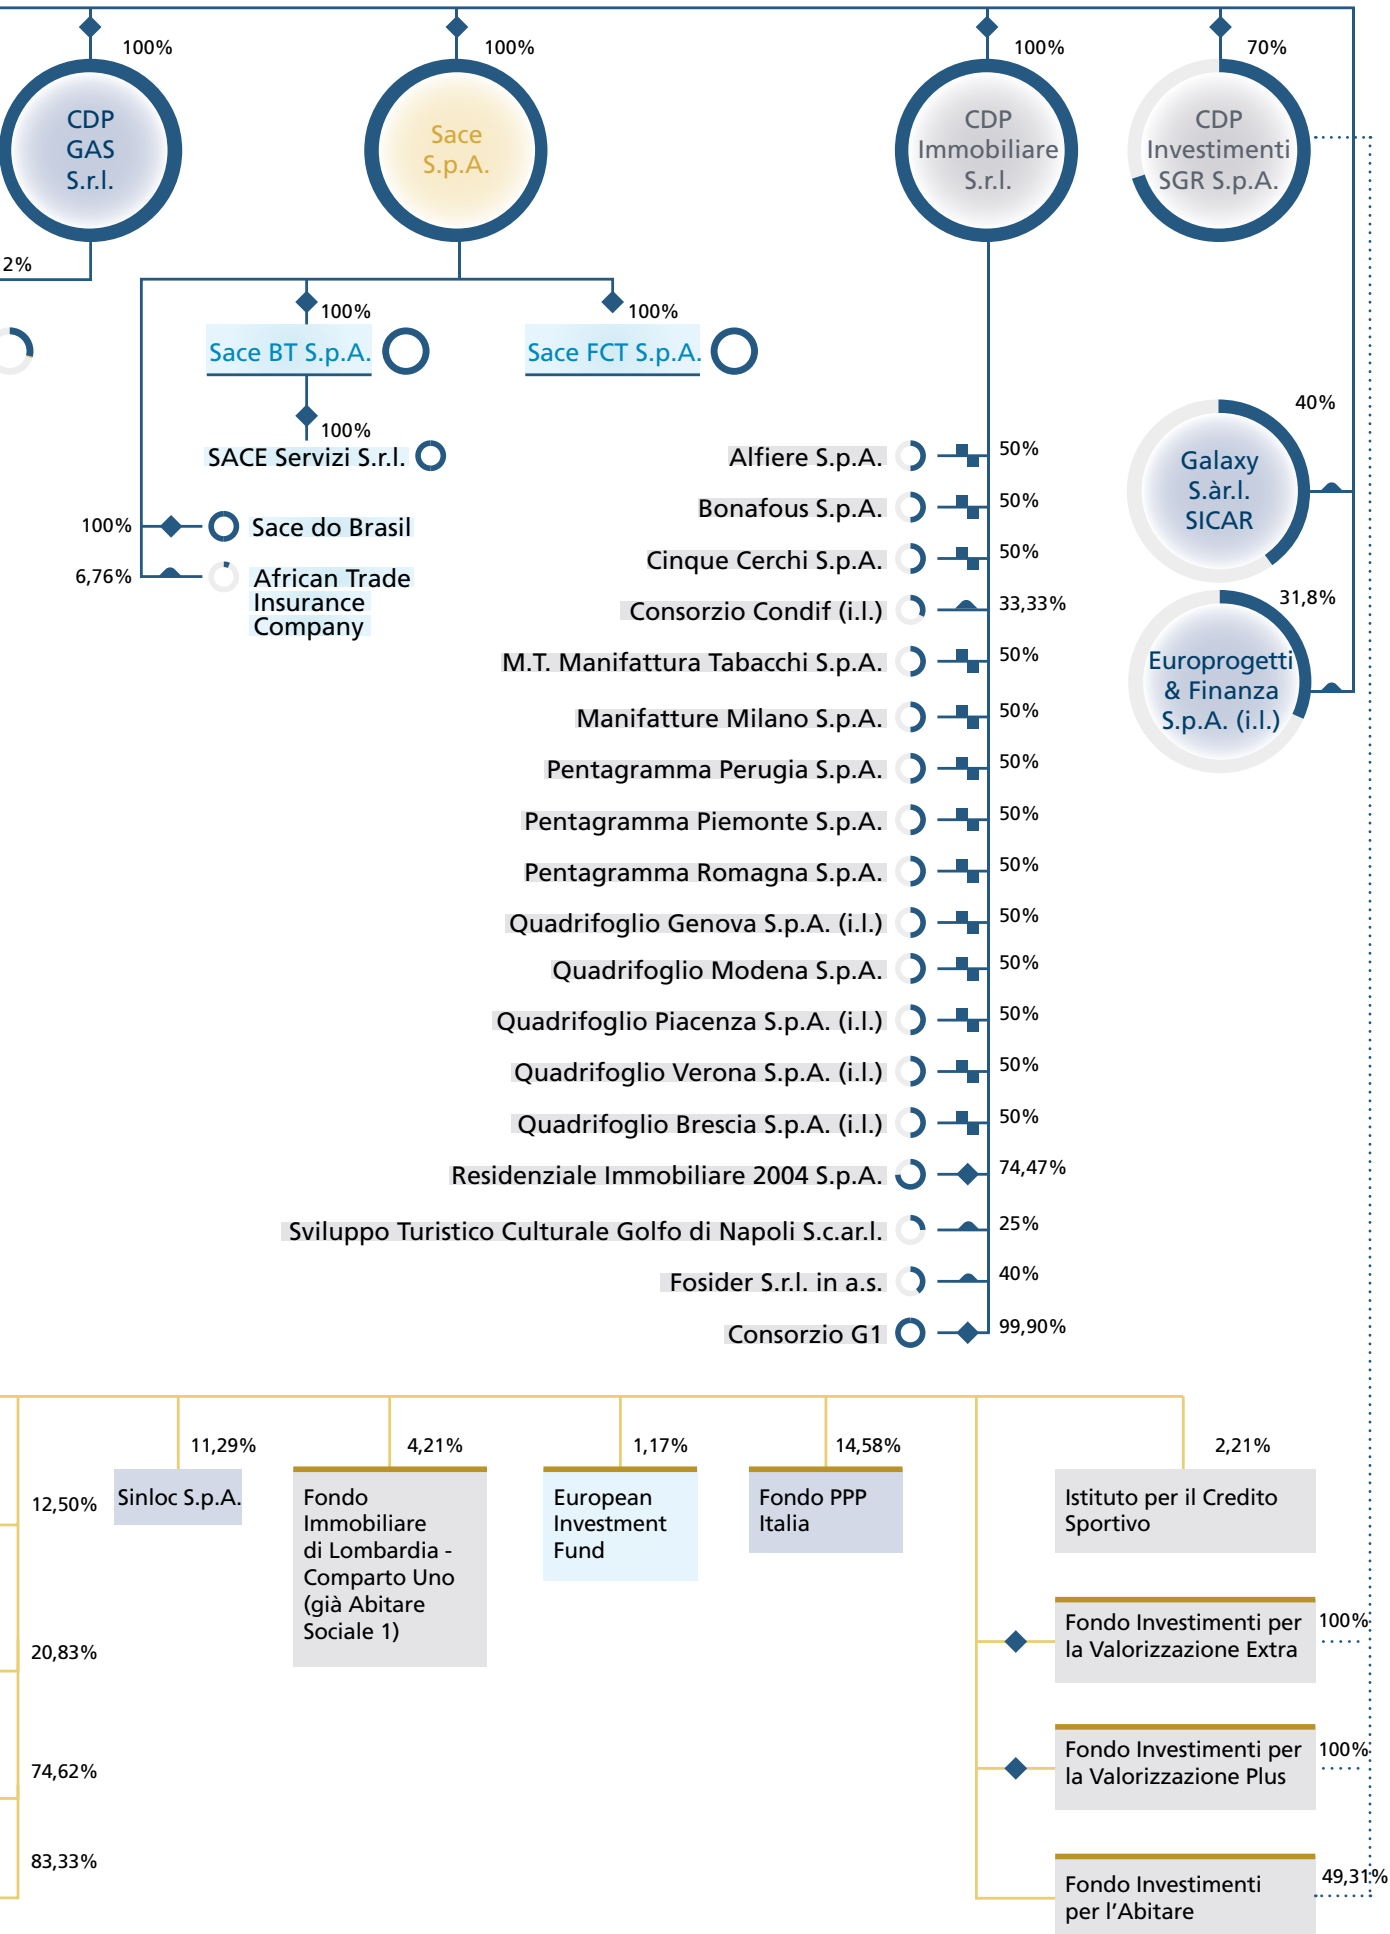 100%
100%
100%
70%
CDP
GAS
S.r.l.
Sace
S.p.A.
CDP
Immobiliare
S.r.l.
CDP
Investimenti
SGR S.p.A.
2%
100%
Sace BT S.p.A.
100%
Sace FCT S.p.A.
100%
SACE Servizi S.r.l.
100%
Sace do Brasil
6,76%
African Trade
Insurance
Company
40%
Galaxy
S.àr.l.
SICAR
31,8%
Europrogetti
& Finanza
S.p.A. (i.l.)
Alfiere S.p.A. 50%
Bonafous S.p.A. 50%
Cinque Cerchi S.p.A. 50%
Consorzio Condif (i.l.) 33,33%
M.T. Manifattura Tabacchi S.p.A. 50%
Manifatture Milano S.p.A. 50%
Pentagramma Perugia S.p.A. 50%
Pentagramma Piemonte S.p.A. 50%
Pentagramma Romagna S.p.A. 50%
Quadrifoglio Genova S.p.A. (i.l.) 50%
Quadrifoglio Modena S.p.A. 50%
Quadrifoglio Piacenza S.p.A. (i.l.) 50%
Quadrifoglio Verona S.p.A. (i.l.) 50%
Quadrifoglio Brescia S.p.A. (i.l.) 50%
Residenziale Immobiliare 2004 S.p.A. 74,47%
Sviluppo Turistico Culturale Golfo di Napoli S.c.ar.l. 25%
Fosider S.r.l. in a.s. 40%
Consorzio G1 99,90%
12,50%
20,83%
74,62%
83,33%
11,29%
Sinloc S.p.A.
4,21%
Fondo
Immobiliare
di Lombardia -
Comparto Uno
(già Abitare
Sociale 1)
1,17%
European
Investment
Fund
14,58%
Fondo PPP
Italia
2,21%
Istituto per il Credito
Sportivo
Fondo Investimenti per
la Valorizzazione Extra
100%
Fondo Investimenti per
la Valorizzazione Plus
100%
Fondo Investimenti
per l'Abitare
49,31%